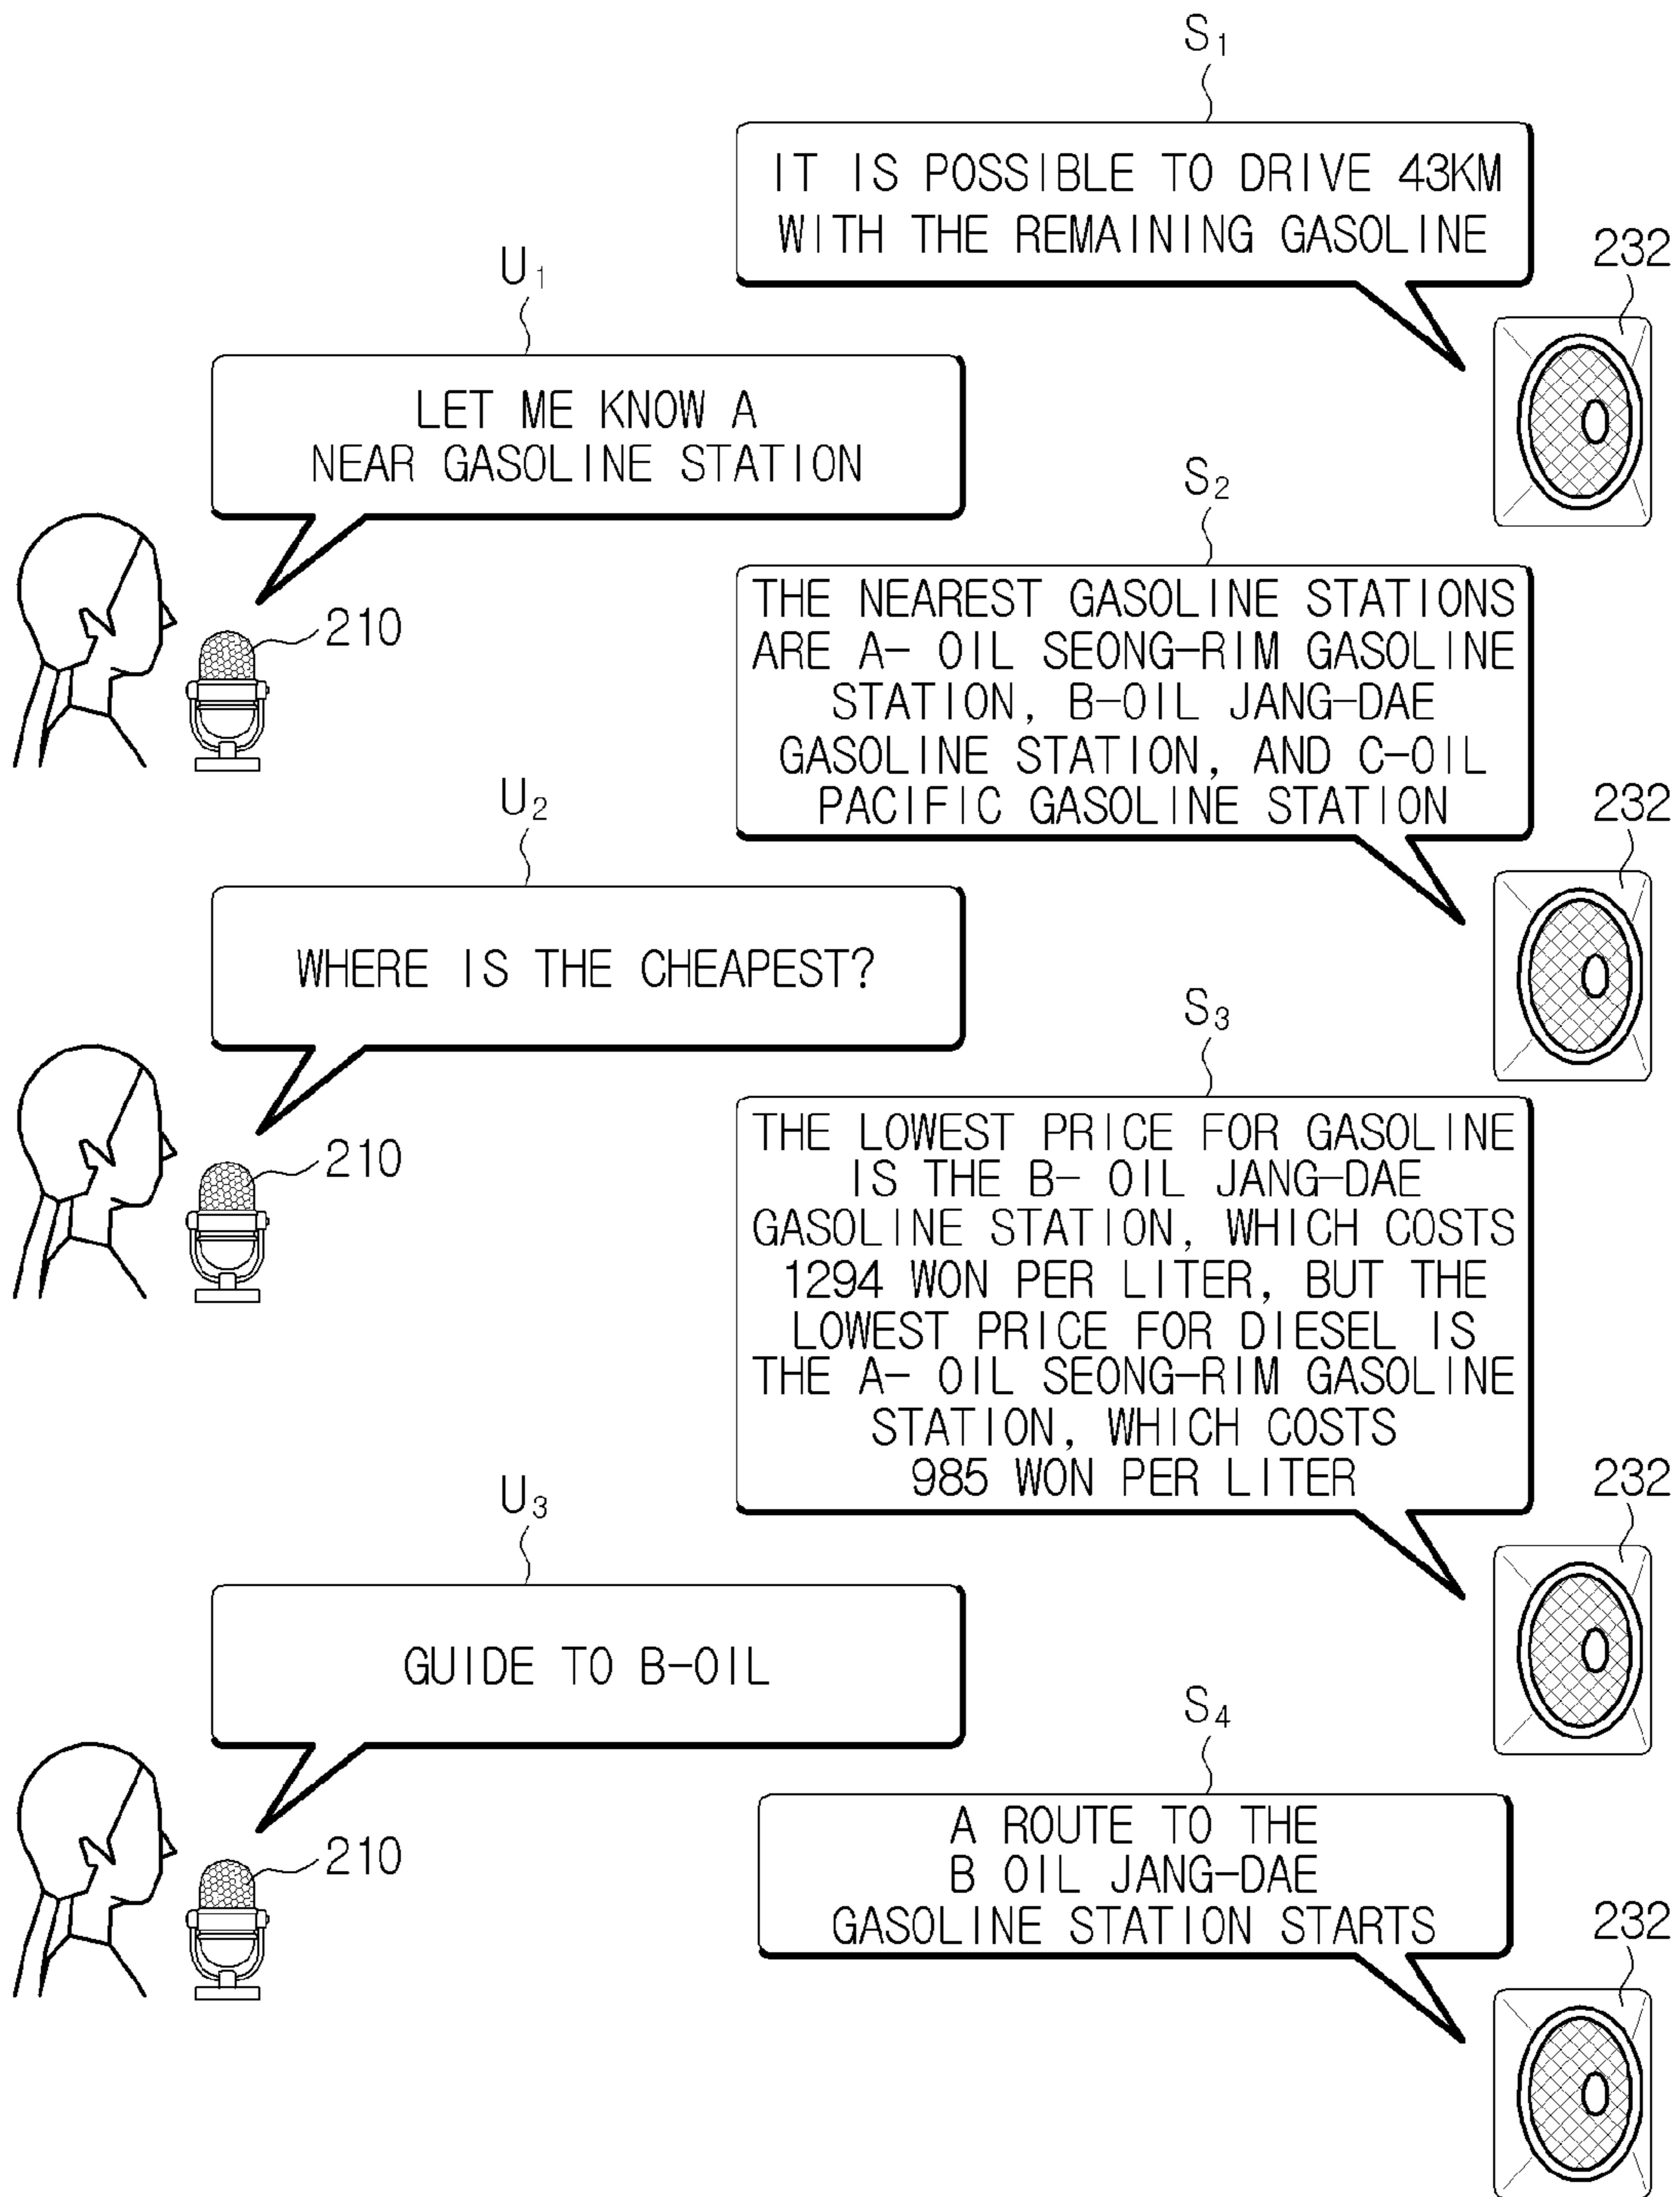 S1
IT IS POSSIBLE TO DRIVE 43KM
WITH THE REMAINING GASOLINE
232
U1
LET ME KNOW A
NEAR GASOLINE STATION
210
S2
THE NEAREST GASOLINE STATIONS
ARE A- OIL SEONG-RIM GASOLINE
STATION, B-OIL JANG-DAE
GASOLINE STATION, AND C-OIL
PACIFIC GASOLINE STATION
232
U2
WHERE IS THE CHEAPEST?
210
S3
THE LOWEST PRICE FOR GASOLINE
IS THE B- OIL JANG-DAE
GASOLINE STATION, WHICH COSTS
1294 WON PER LITER, BUT THE
LOWEST PRICE FOR DIESEL IS
THE A- OIL SEONG-RIM GASOLINE
STATION, WHICH COSTS
985 WON PER LITER
232
U3
GUIDE TO B-OIL
210
S4
A ROUTE TO THE
B OIL JANG-DAE
GASOLINE STATION STARTS
232